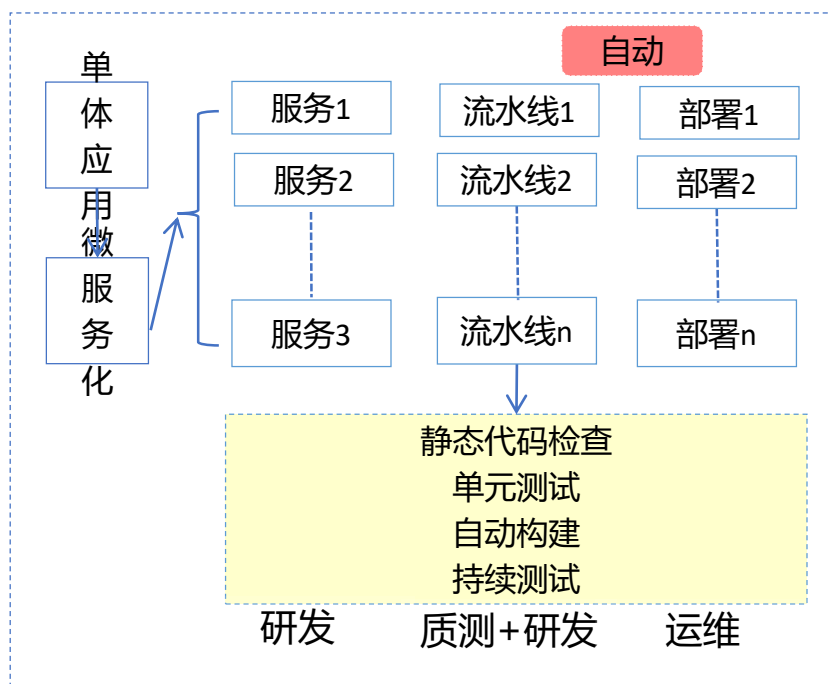 自动
单体应用
微服务化
服务1
流水线1
部署1
服务2
流水线2
部署2
服务3
流水线n
部署n
静态代码检查
单元测试
自动构建
持续测试
研发
质测+研发
运维